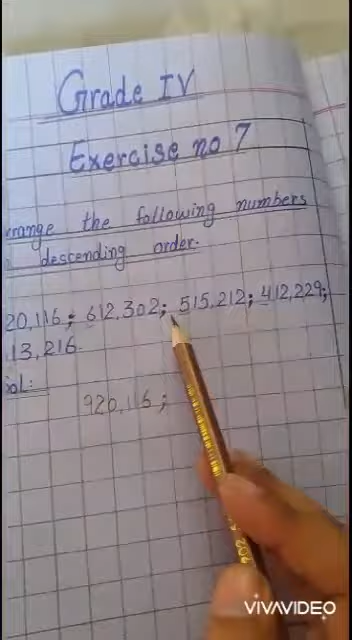 Grade IV
Exercise no 7
the following numbers
descending order.
20,116; 612,302; 515,212; 412,229;
13,216.
920,116;
VIVAVIDEO